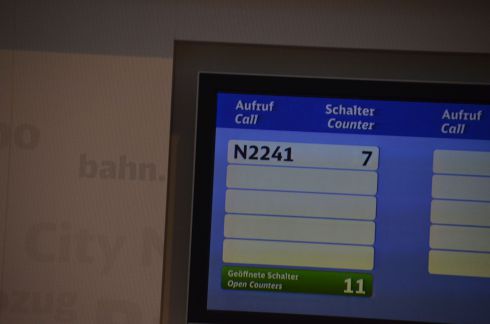 Aufruf Schalter Aufruf
Call Counter Call
N2241 7
Geöffnete Schalter
Open Counters 11
bahn.
City